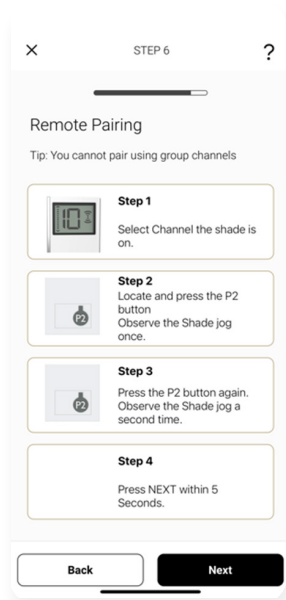 STEP 6
?
Remote Pairing
Tip: You cannot pair using group channels
10
Step 1
Select Channel the shade is
on.
Step 2
Locate and press the P2
button
Observe the Shade jog
once.
P2
Step 3
Press the P2 button again.
Observe the Shade jog a
second time.
P2
Step 4
Press NEXT within 5
Seconds.
Back
Next